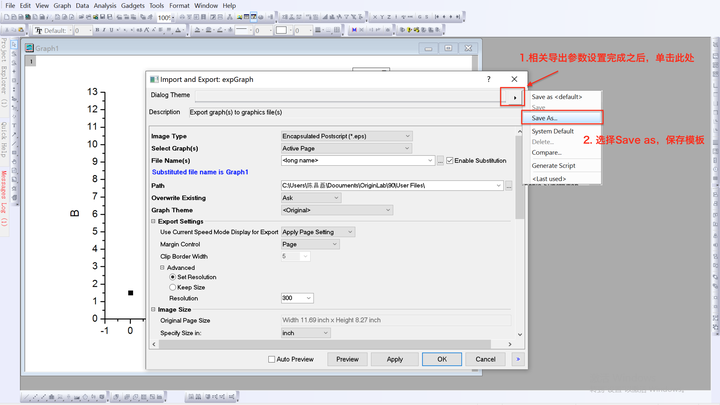 File Edit View Graph Data Analysis Gadgets Tools Format Window Help
100%
Default:
0
0
0
Project Explorer (1)
Quick Help
Messages Log (1)
Graph1
1
13
12
11
10
9
8
7
6
5
4
3
2
1
0
-1 0
B
1.相关导出参数设置完成之后，单击此处
2. 选择Save as，保存模板
Import and Export: expGraph
?
Dialog Theme
Description Export graph(s) to graphics file(s)
Image Type Encapsulated Postscript (*.eps)
Select Graph(s) Active Page
File Name(s) <long name> ... Enable Substitution
Substituted file name is Graph1
Path C:\Users\陈昌磊\Documents\OriginLab\90\User Files\ ...
Overwrite Existing Ask
Graph Theme <Original>
Export Settings
Use Current Speed Mode Display for Export Apply Page Setting
Margin Control Page
Clip Border Width 5
Advanced
Set Resolution
Keep Size
Resolution 300
Image Size
Original Page Size Width 11.69 inch x Height 8.27 inch
Specify Size in: inch
Auto Preview Preview Apply OK Cancel >
Save as <default>
Save
Save As...
System Default
Delete...
Compare...
Generate Script
<Last used>